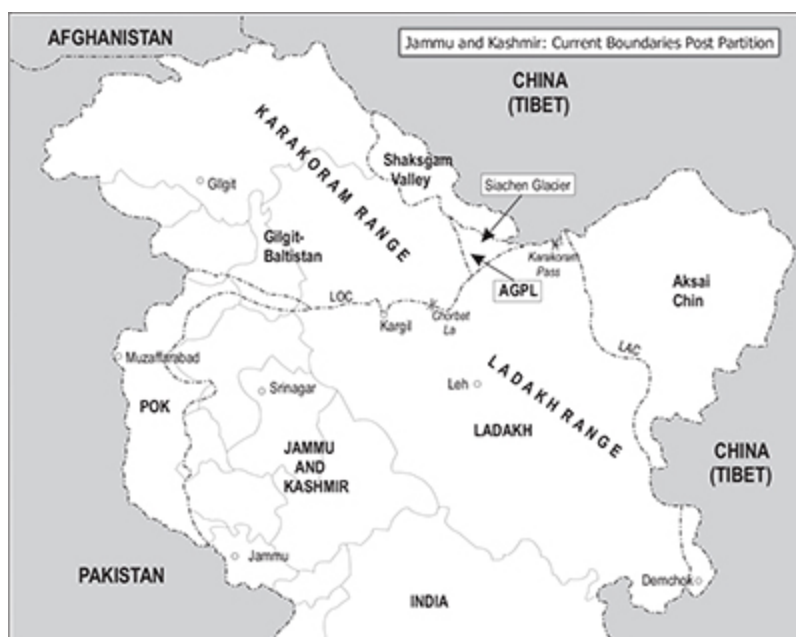 AFGHANISTAN
Jammu and Kashmir: Current Boundaries Post Partition
CHINA
(TIBET)
KARAKORAM RANGE
Shaksgam
Valley
Siachen Glacier
Gilgit
Gilgit-
Baltistan
Karakoram
Pass
AGPL
Aksai
Chin
LOC
Kargil
Chorbet
La
LAC
Muzaffarabad
Srinagar
Leh
LADAKH RANGE
POK
LADAKH
JAMMU
AND
KASHMIR
CHINA
(TIBET)
Jammu
PAKISTAN
Demchok
INDIA